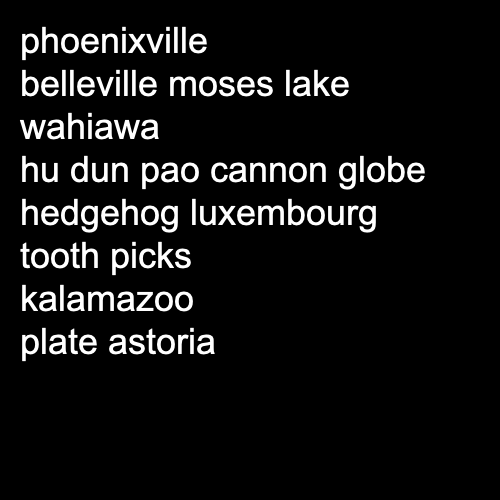 phoenixville
belleville moses lake
wahiawa
hu dun pao cannon globe
hedgehog luxembourg
tooth picks
kalamazoo
plate astoria